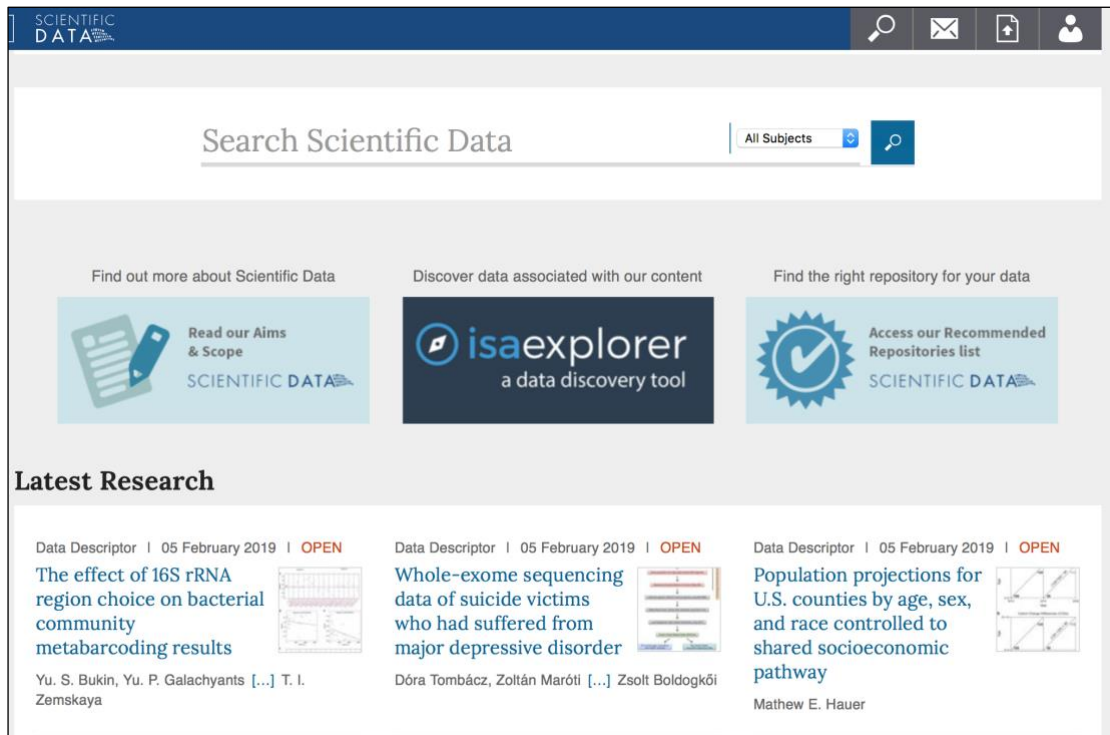 SCIENTIFIC
DATA
Search Scientific Data
All Subjects
Find out more about Scientific Data
Discover data associated with our content
Find the right repository for your data
Read our Aims
& Scope
SCIENTIFIC DATA
isaexplorer
a data discovery tool
Access our Recommended
Repositories list
SCIENTIFIC DATA
Latest Research
Data Descriptor | 05 February 2019 | OPEN
The effect of 16S rRNA
region choice on bacterial
community
metabarcoding results
Yu. S. Bukin, Yu. P. Galachyants [...] T. I.
Zemskaya
Data Descriptor | 05 February 2019 | OPEN
Whole-exome sequencing
data of suicide victims
who had suffered from
major depressive disorder
Dóra Tombácz, Zoltán Maróti [...] Zsolt Boldogkői
Data Descriptor | 05 February 2019 | OPEN
Population projections for
U.S. counties by age, sex,
and race controlled to
shared socioeconomic
pathway
Mathew E. Hauer